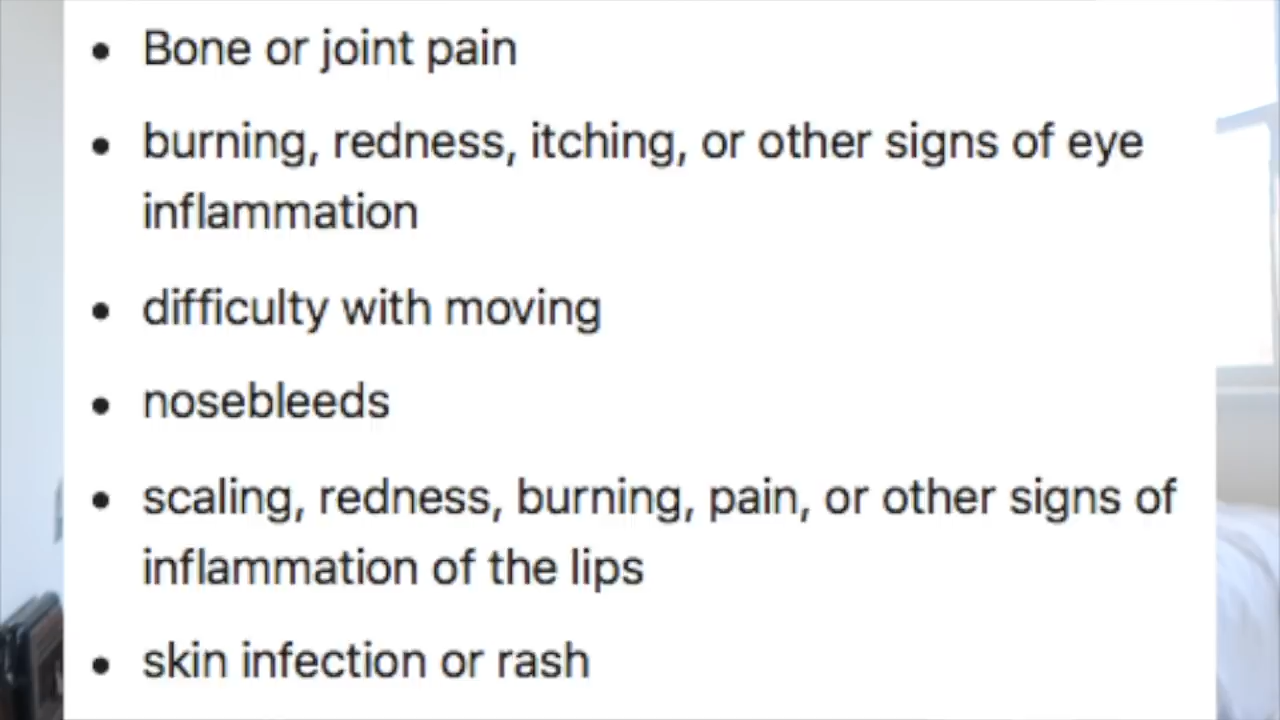 • Bone or joint pain
• burning, redness, itching, or other signs of eye
inflammation
• difficulty with moving
• nosebleeds
• scaling, redness, burning, pain, or other signs of
inflammation of the lips
• skin infection or rash